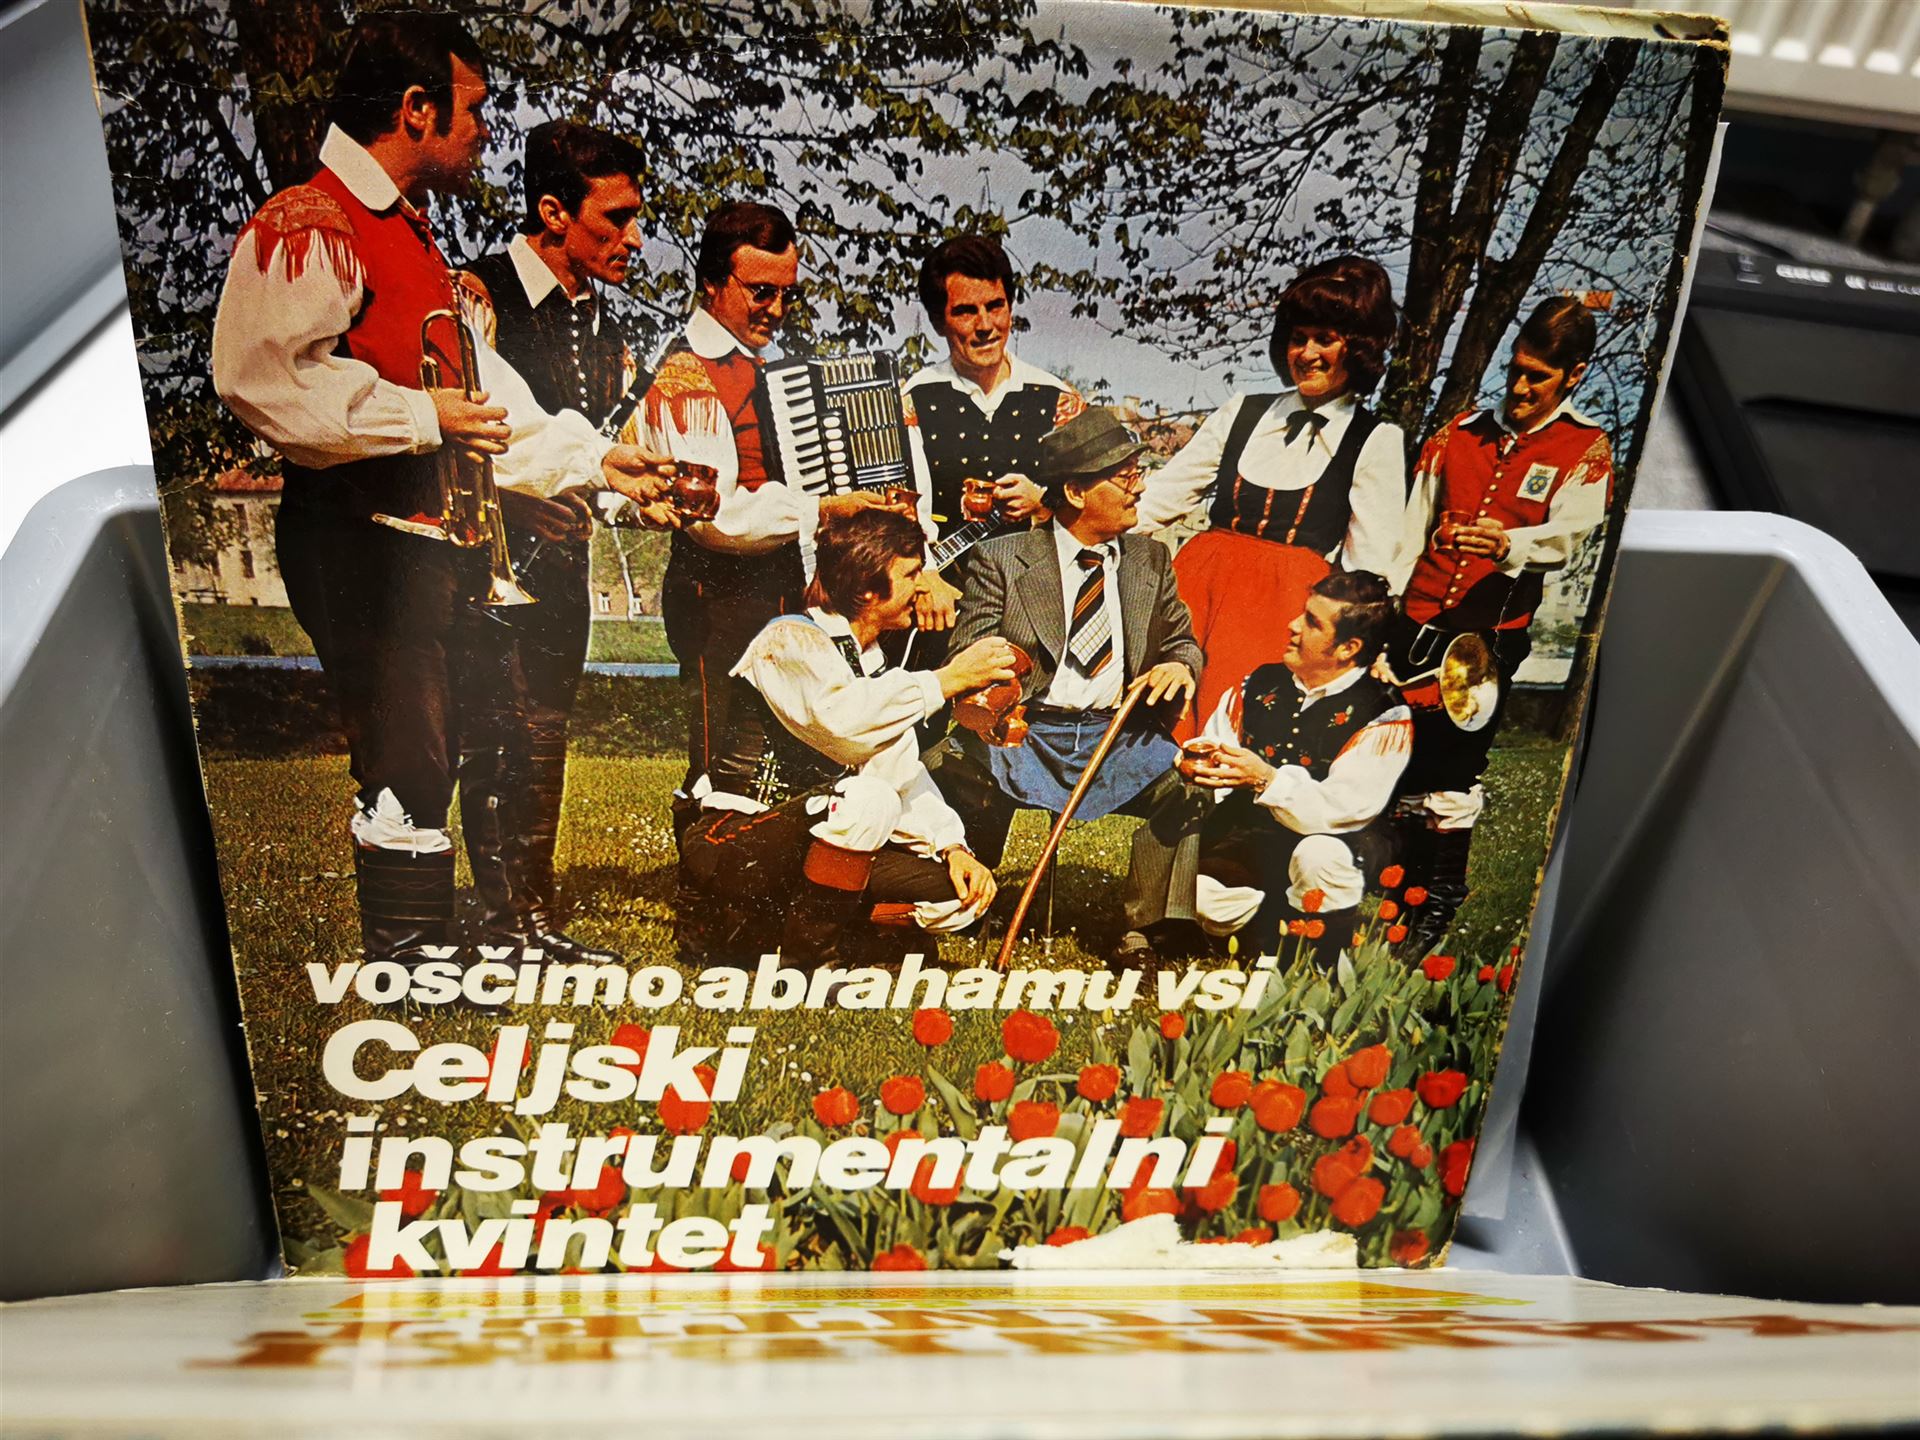 voščimo abrahamu vsi
Celjski
instrumentalni
kvintet